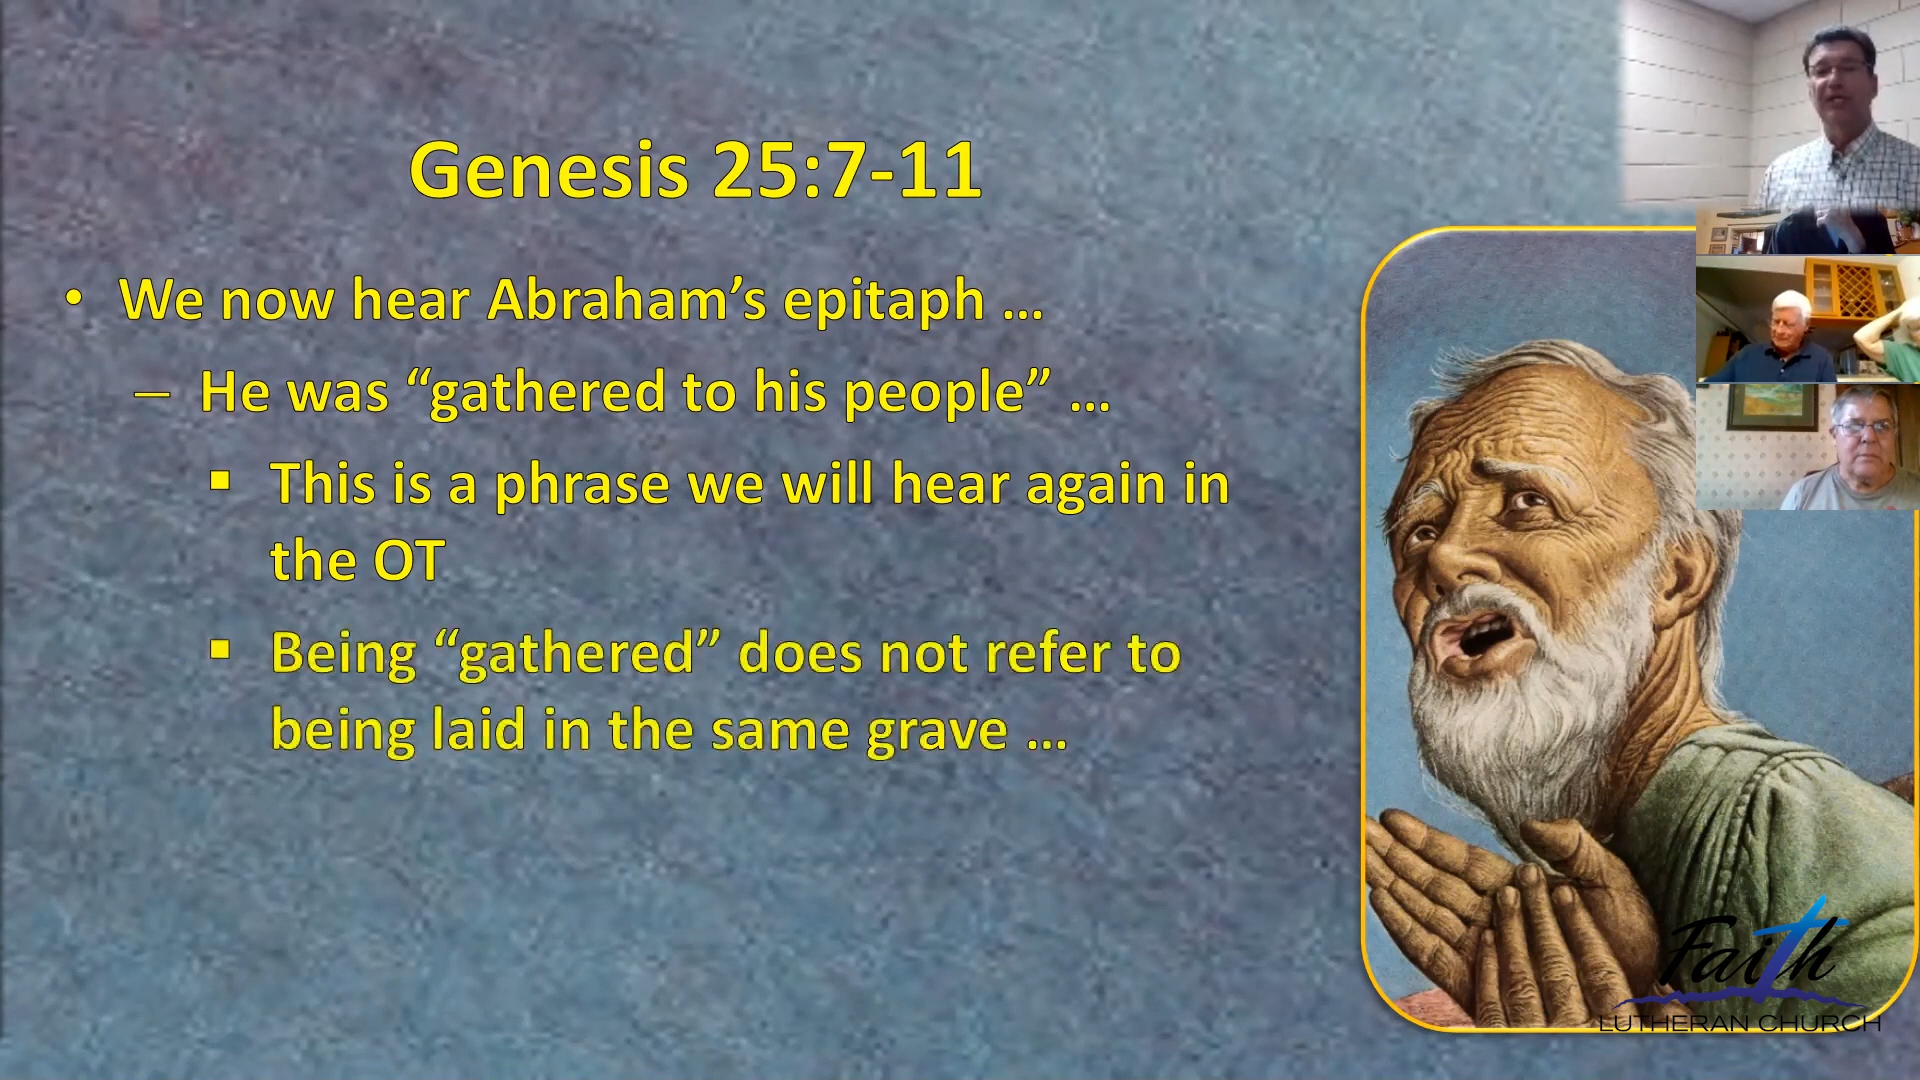 Genesis 25:7-11
• We now hear Abraham’s epitaph …
– He was “gathered to his people” …
▪ This is a phrase we will hear again in
the OT
▪ Being “gathered” does not refer to
being laid in the same grave …
Faith
LUTHERAN CHURCH